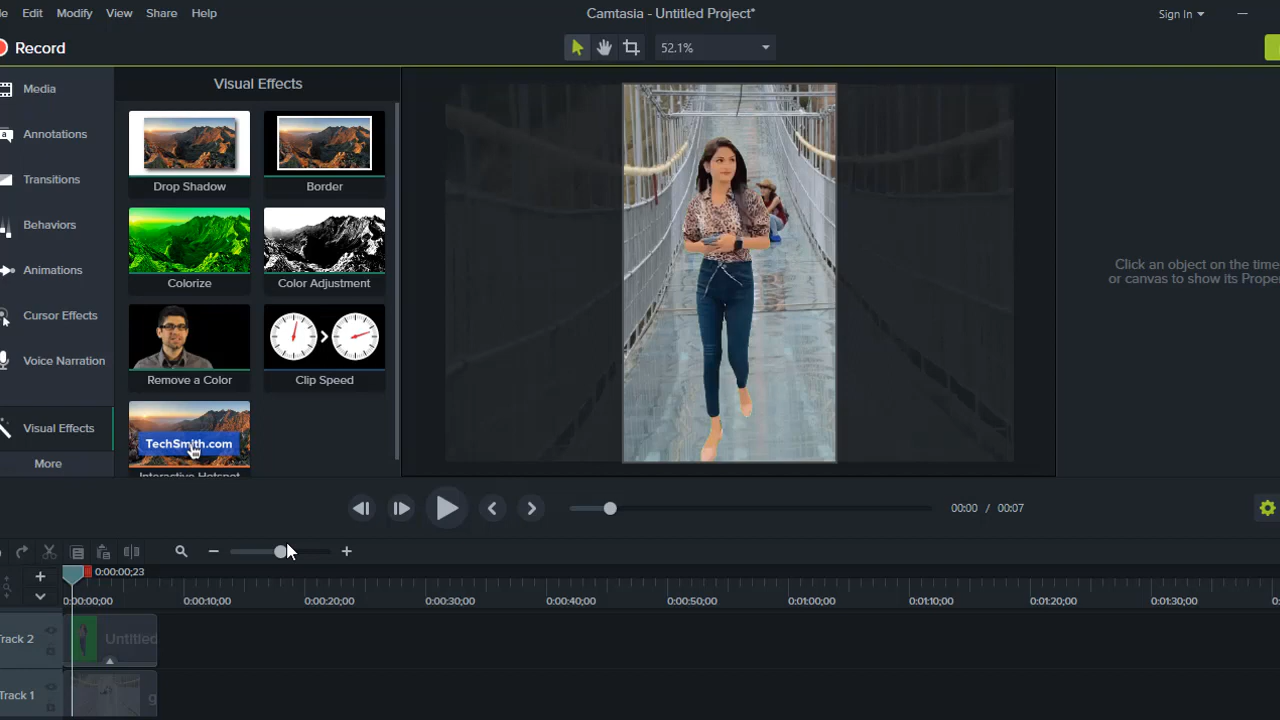 le Edit Modify View Share Help Camtasia - Untitled Project* Sign In
Record 52.1%
Media
Annotations
Transitions
Behaviors
Animations
Cursor Effects
Voice Narration
Visual Effects
More
Visual Effects
Drop Shadow Border
Colorize Color Adjustment
Remove a Color Clip Speed
TechSmith.com
Interactive Hotspot
Click an object on the time
or canvas to show its Proper
00:00 / 00:07
0:00:00;23
0:00:00;00 0:00:10;00 0:00:20;00 0:00:30;00 0:00:40;00 0:00:50;00 0:01:00;00 0:01:10;00 0:01:20;00 0:01:30;00
Track 2 Untitled
Track 1 g